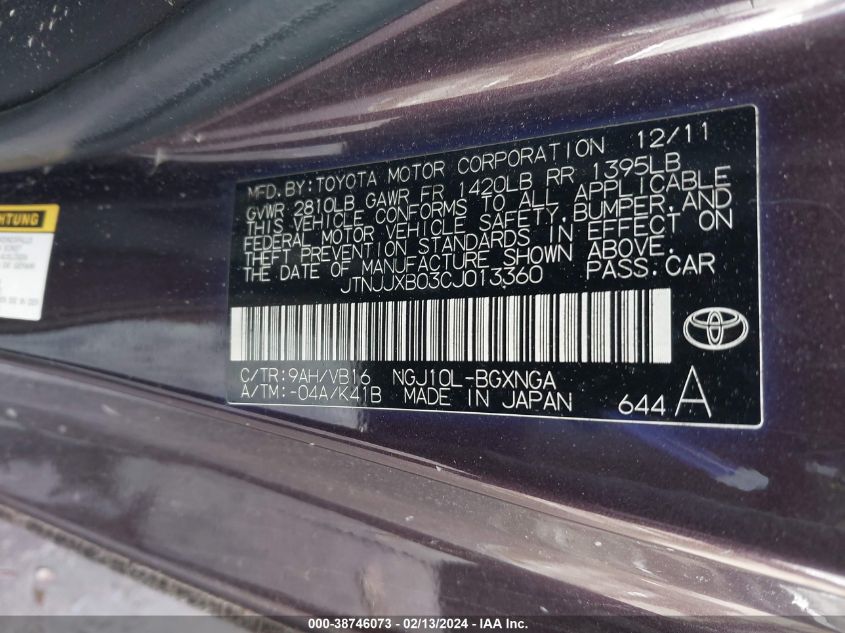 HTUNG
MFD. BY: TOYOTA MOTOR CORPORATION 12/11
GVWR 2810LB GAWR FR 1420LB RR 1395LB
THIS VEHICLE CONFORMS TO ALL APPLICABLE
FEDERAL MOTOR VEHICLE SAFETY, BUMPER, AND
THEFT PREVENTION STANDARDS IN EFFECT ON
THE DATE OF MANUFACTURE SHOWN ABOVE.
JTNJJXB03CJ013360 PASS. CAR
C/TR: 9AH/VB16 NGJ10L-BGXNGA
A/TM: -04A/K41B MADE IN JAPAN 644 A
000-38746073 - 02/13/2024 - IAA Inc.